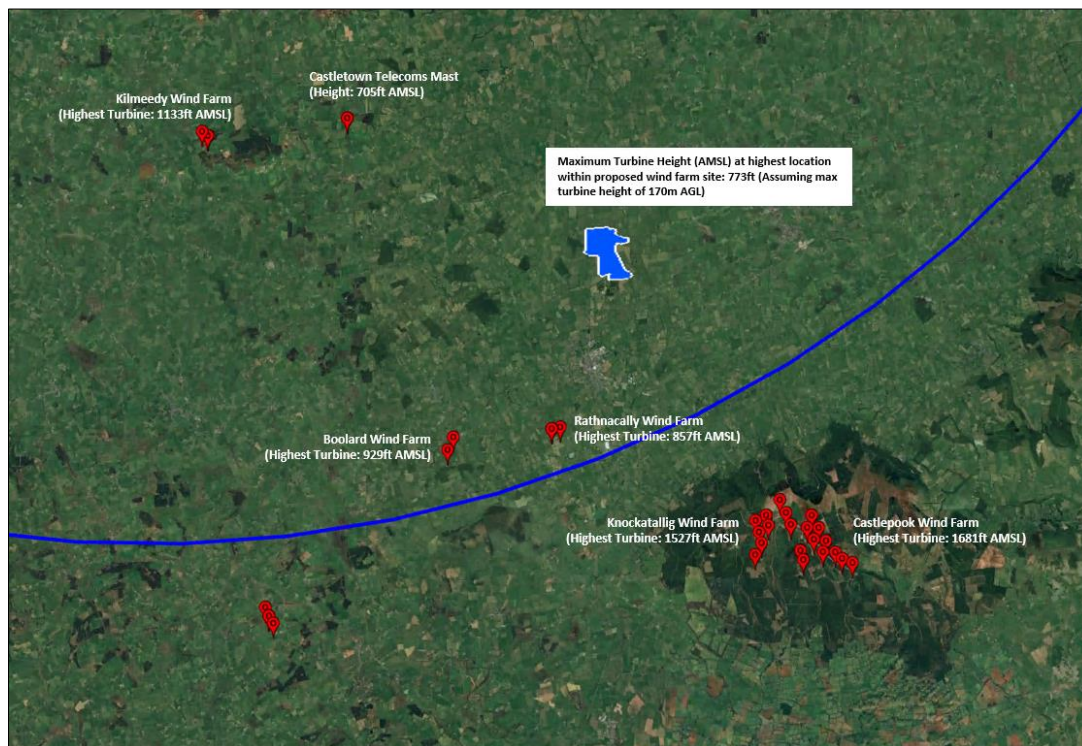 Castletown Telecoms Mast
(Height: 705ft AMSL)
Kilmeedy Wind Farm
(Highest Turbine: 1133ft AMSL)
Maximum Turbine Height (AMSL) at highest location
within proposed wind farm site: 773ft (Assuming max
turbine height of 170m AGL)
Rathnacally Wind Farm
(Highest Turbine: 857ft AMSL)
Boolard Wind Farm
(Highest Turbine: 929ft AMSL)
Knockatallig Wind Farm
(Highest Turbine: 1527ft AMSL)
Castlepook Wind Farm
(Highest Turbine: 1681ft AMSL)